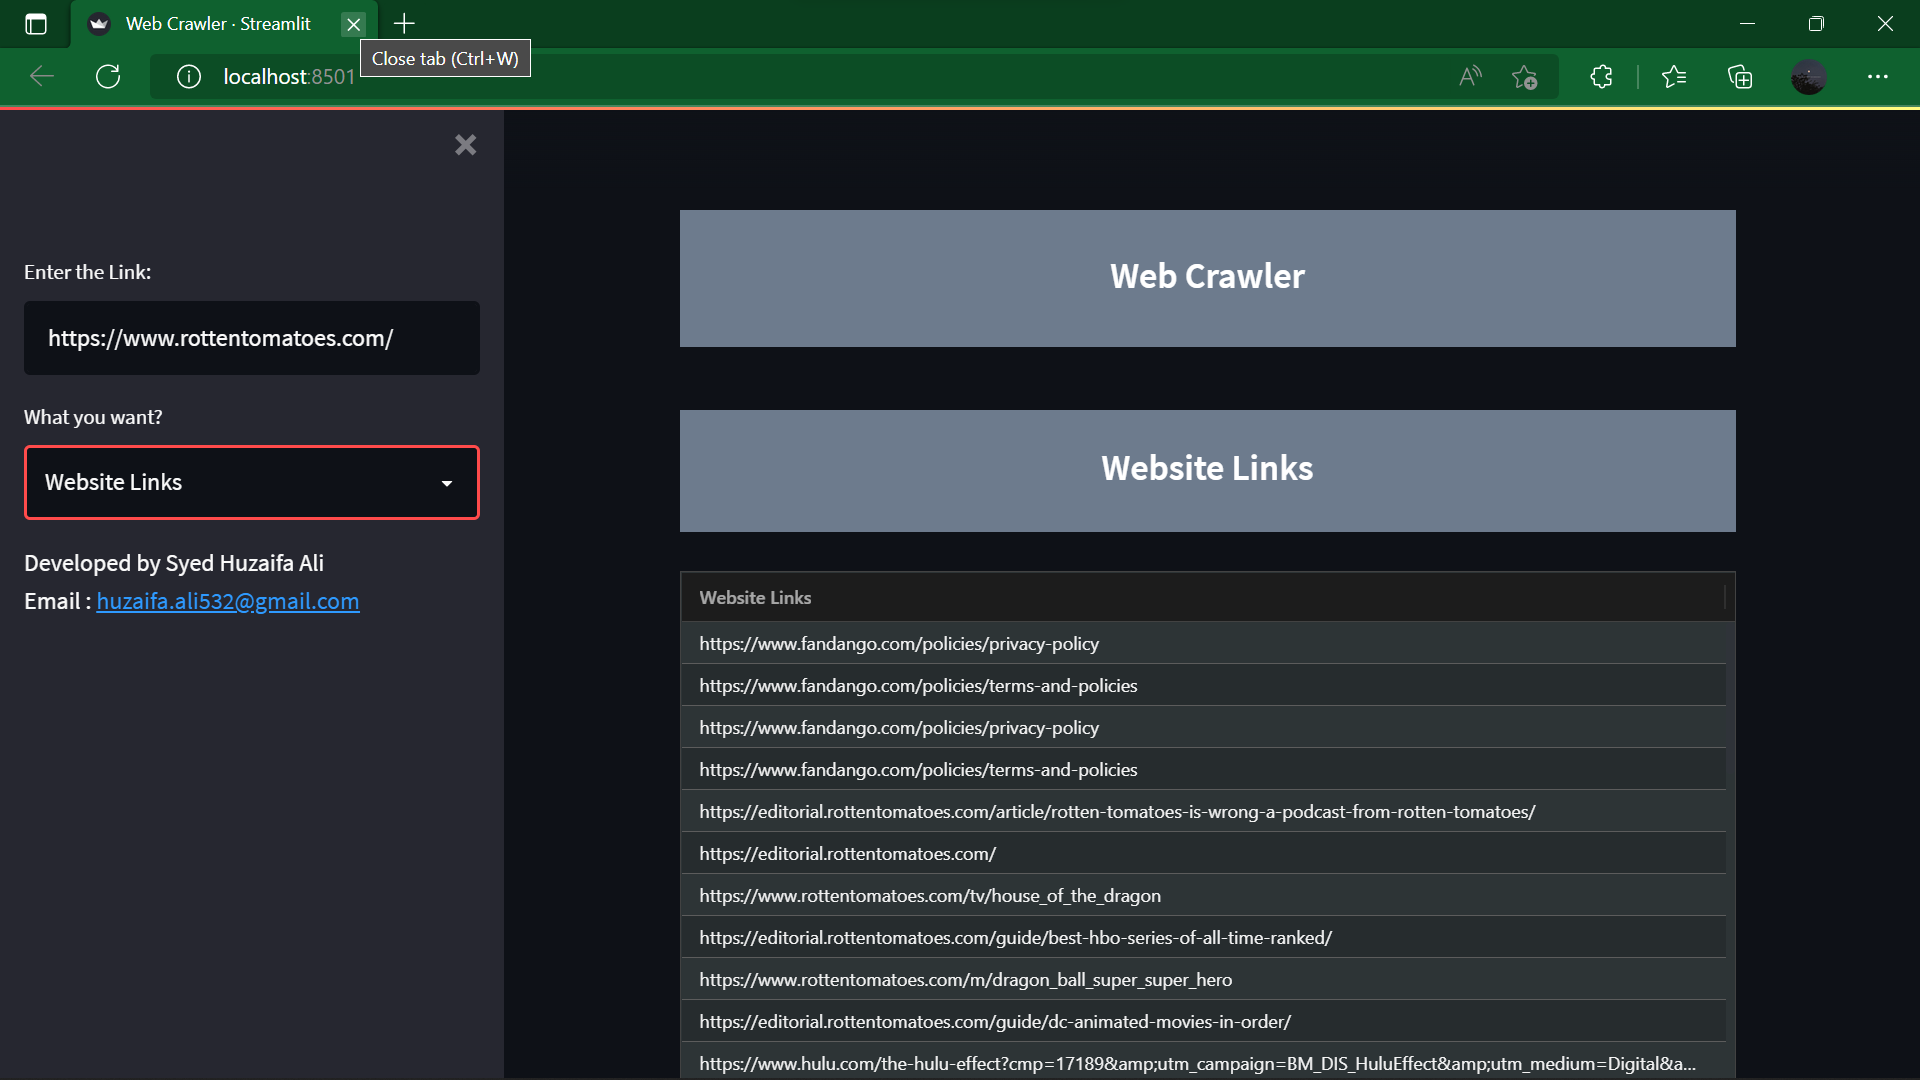 Web Crawler · Streamlit
Close tab (Ctrl+W)
localhost:8501
Enter the Link:
https://www.rottentomatoes.com/
What you want?
Website Links
Developed by Syed Huzaifa Ali
Email : huzaifa.ali532@gmail.com
Web Crawler
Website Links
Website Links
https://www.fandango.com/policies/privacy-policy
https://www.fandango.com/policies/terms-and-policies
https://www.fandango.com/policies/privacy-policy
https://www.fandango.com/policies/terms-and-policies
https://editorial.rottentomatoes.com/article/rotten-tomatoes-is-wrong-a-podcast-from-rotten-tomatoes/
https://editorial.rottentomatoes.com/
https://www.rottentomatoes.com/tv/house_of_the_dragon
https://editorial.rottentomatoes.com/guide/best-hbo-series-of-all-time-ranked/
https://www.rottentomatoes.com/m/dragon_ball_super_super_hero
https://editorial.rottentomatoes.com/guide/dc-animated-movies-in-order/
https://www.hulu.com/the-hulu-effect?cmp=17189&amp;utm_campaign=BM_DIS_HuluEffect&amp;utm_medium=Digital&a...